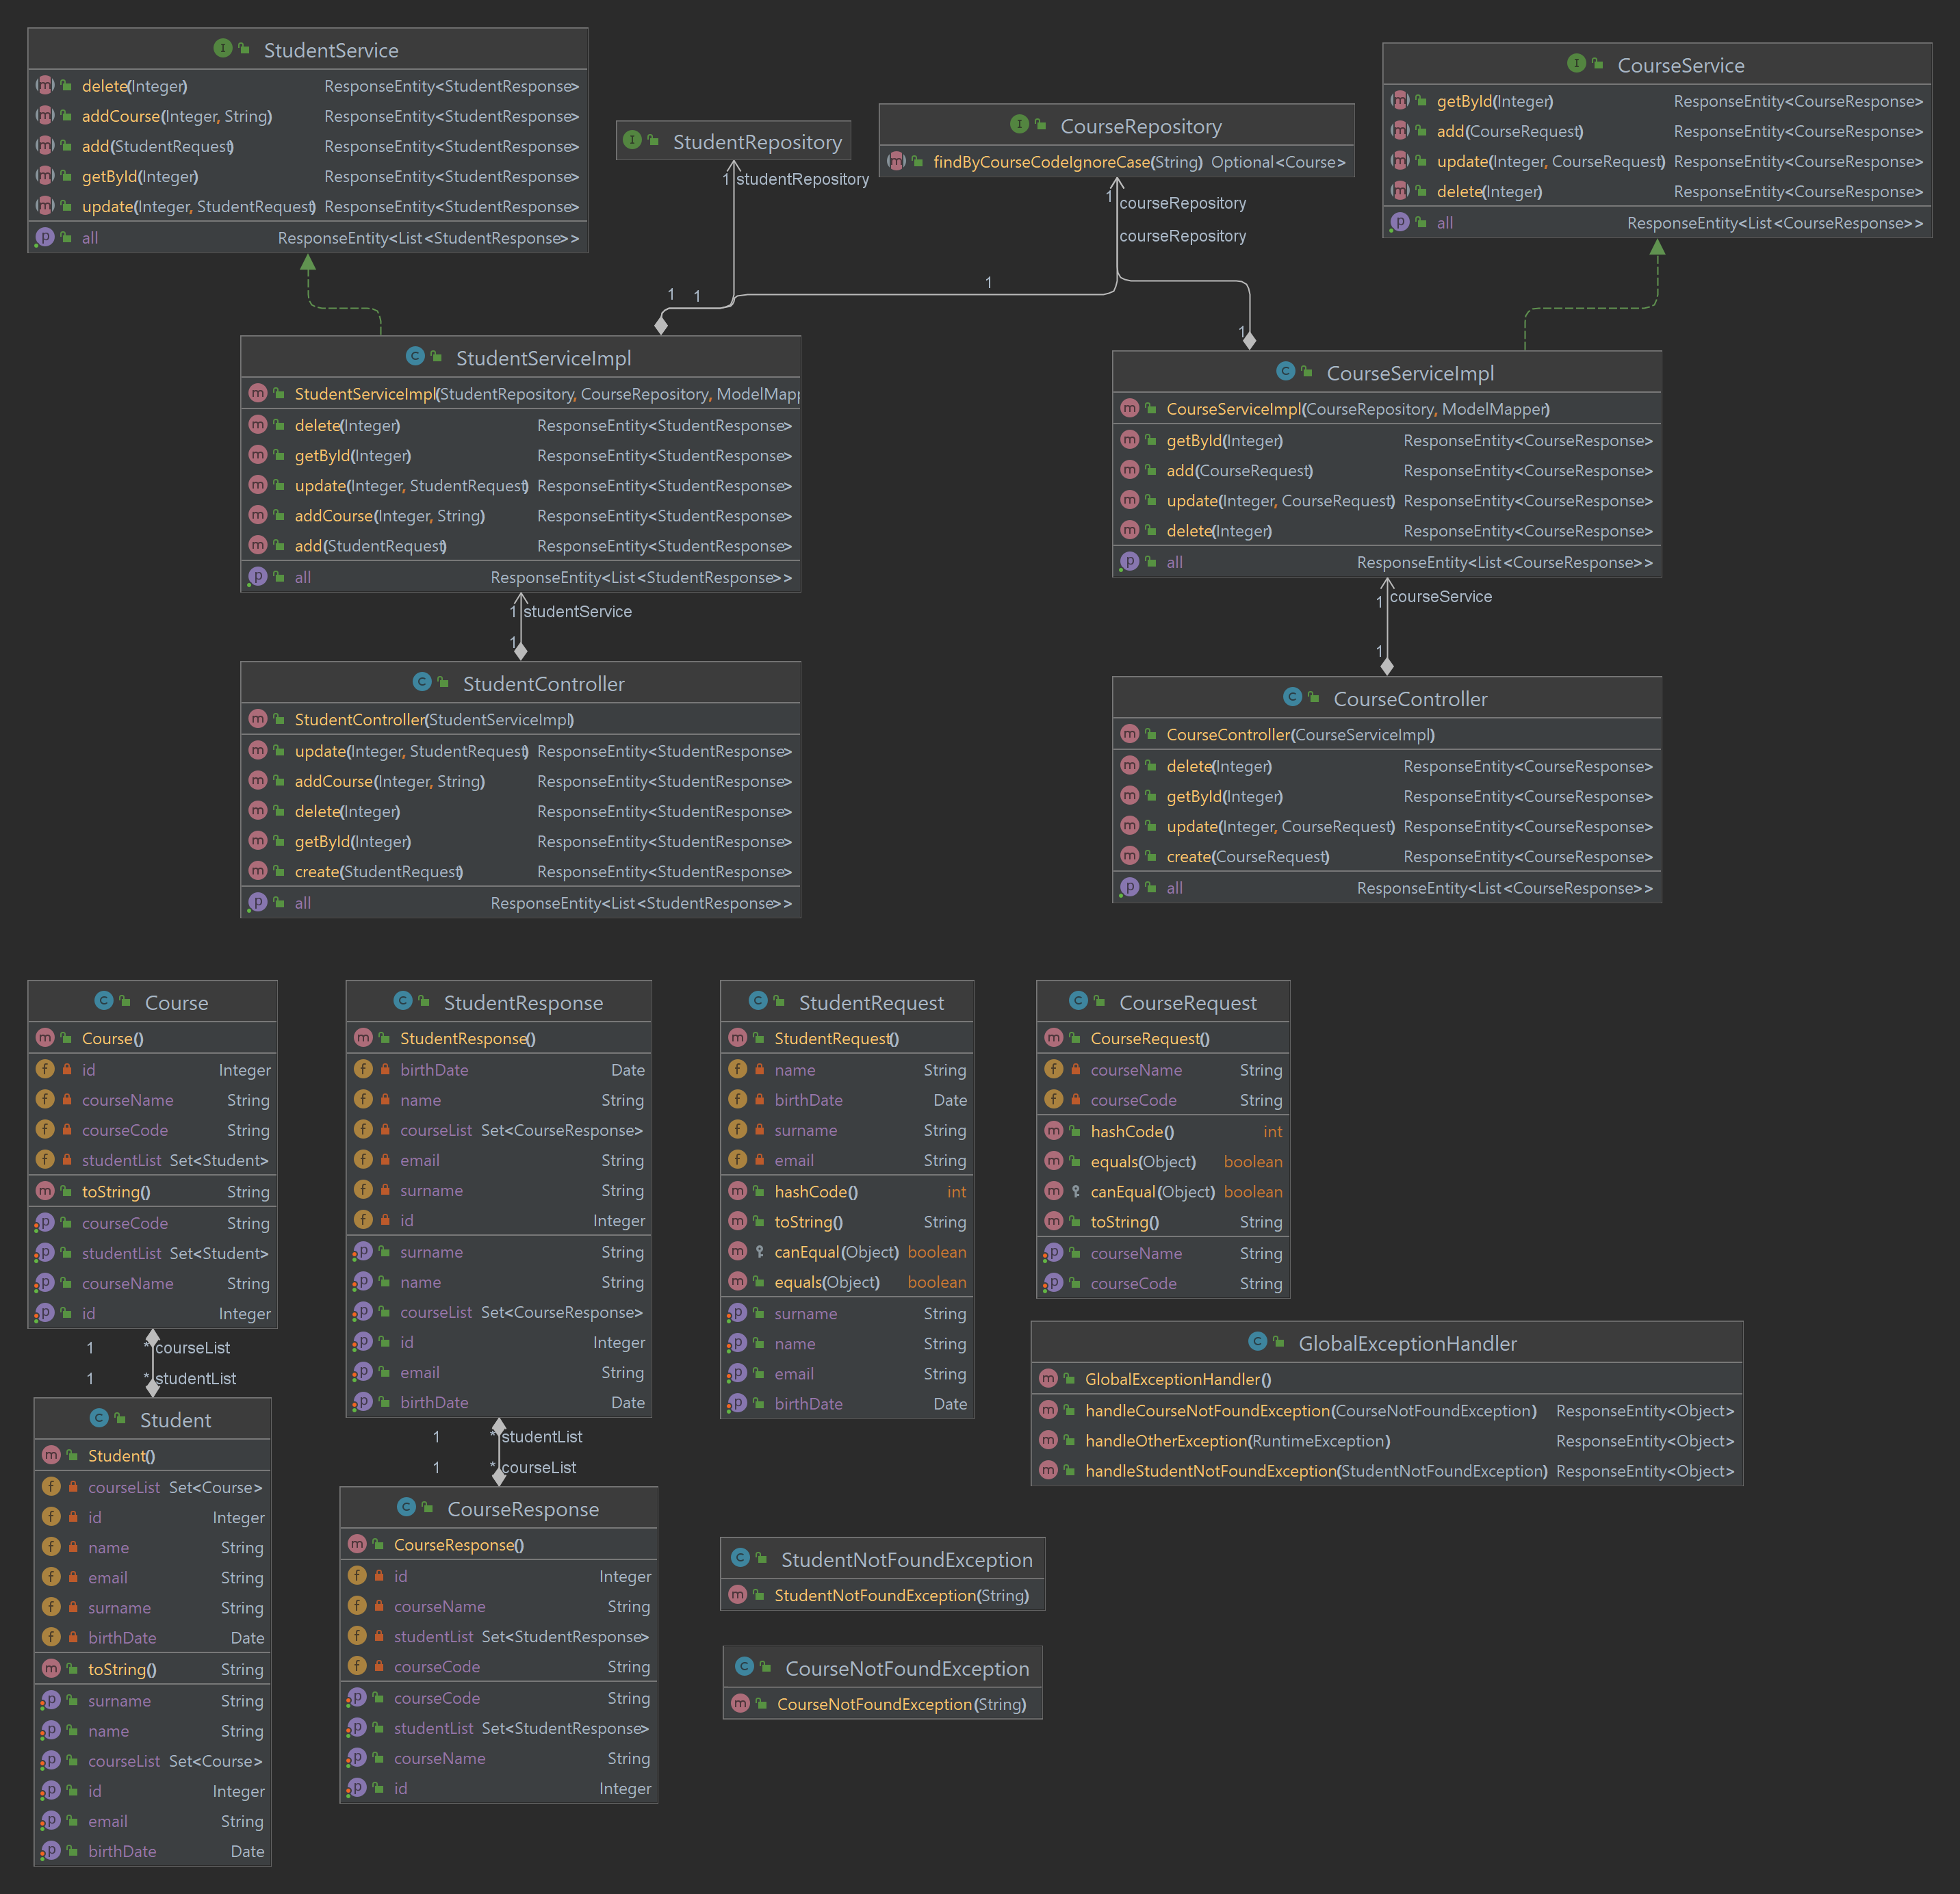 StudentService
delete(Integer) ResponseEntity<StudentResponse>
addCourse(Integer, String) ResponseEntity<StudentResponse>
add(StudentRequest) ResponseEntity<StudentResponse>
getById(Integer) ResponseEntity<StudentResponse>
update(Integer, StudentRequest) ResponseEntity<StudentResponse>
all ResponseEntity<List<StudentResponse>>
StudentRepository
CourseRepository
findByCourseCodeIgnoreCase(String) Optional<Course>
CourseService
getById(Integer) ResponseEntity<CourseResponse>
add(CourseRequest) ResponseEntity<CourseResponse>
update(Integer, CourseRequest) ResponseEntity<CourseResponse>
delete(Integer) ResponseEntity<CourseResponse>
all ResponseEntity<List<CourseResponse>>
1 studentRepository
1 courseRepository
courseRepository
1
1 1
1
StudentServiceImpl
StudentServiceImpl(StudentRepository, CourseRepository, ModelMapp
delete(Integer) ResponseEntity<StudentResponse>
getById(Integer) ResponseEntity<StudentResponse>
update(Integer, StudentRequest) ResponseEntity<StudentResponse>
addCourse(Integer, String) ResponseEntity<StudentResponse>
add(StudentRequest) ResponseEntity<StudentResponse>
all ResponseEntity<List<StudentResponse>>
CourseServiceImpl
CourseServiceImpl(CourseRepository, ModelMapper)
getById(Integer) ResponseEntity<CourseResponse>
add(CourseRequest) ResponseEntity<CourseResponse>
update(Integer, CourseRequest) ResponseEntity<CourseResponse>
delete(Integer) ResponseEntity<CourseResponse>
all ResponseEntity<List<CourseResponse>>
1 studentService
1
1 courseService
1
StudentController
StudentController(StudentServiceImpl)
update(Integer, StudentRequest) ResponseEntity<StudentResponse>
addCourse(Integer, String) ResponseEntity<StudentResponse>
delete(Integer) ResponseEntity<StudentResponse>
getById(Integer) ResponseEntity<StudentResponse>
create(StudentRequest) ResponseEntity<StudentResponse>
all ResponseEntity<List<StudentResponse>>
CourseController
CourseController(CourseServiceImpl)
delete(Integer) ResponseEntity<CourseResponse>
getById(Integer) ResponseEntity<CourseResponse>
update(Integer, CourseRequest) ResponseEntity<CourseResponse>
create(CourseRequest) ResponseEntity<CourseResponse>
all ResponseEntity<List<CourseResponse>>
Course
Course()
id Integer
courseName String
courseCode String
studentList Set<Student>
toString() String
courseCode String
studentList Set<Student>
courseName String
id Integer
1 * courseList
1 * studentList
Student
Student()
courseList Set<Course>
id Integer
name String
email String
surname String
birthDate Date
toString() String
surname String
name String
courseList Set<Course>
id Integer
email String
birthDate Date
StudentResponse
StudentResponse()
birthDate Date
name String
courseList Set<CourseResponse>
email String
surname String
id Integer
surname String
name String
courseList Set<CourseResponse>
id Integer
email String
birthDate Date
1 * studentList
1 * courseList
CourseResponse
CourseResponse()
id Integer
courseName String
studentList Set<StudentResponse>
courseCode String
courseCode String
studentList Set<StudentResponse>
courseName String
id Integer
StudentRequest
StudentRequest()
name String
birthDate Date
surname String
email String
hashCode() int
toString() String
canEqual(Object) boolean
equals(Object) boolean
surname String
name String
email String
birthDate Date
CourseRequest
CourseRequest()
courseName String
courseCode String
hashCode() int
equals(Object) boolean
canEqual(Object) boolean
toString() String
courseName String
courseCode String
GlobalExceptionHandler
GlobalExceptionHandler()
handleCourseNotFoundException(CourseNotFoundException) ResponseEntity<Object>
handleOtherException(RuntimeException) ResponseEntity<Object>
handleStudentNotFoundException(StudentNotFoundException) ResponseEntity<Object>
StudentNotFoundException
StudentNotFoundException(String)
CourseNotFoundException
CourseNotFoundException(String)